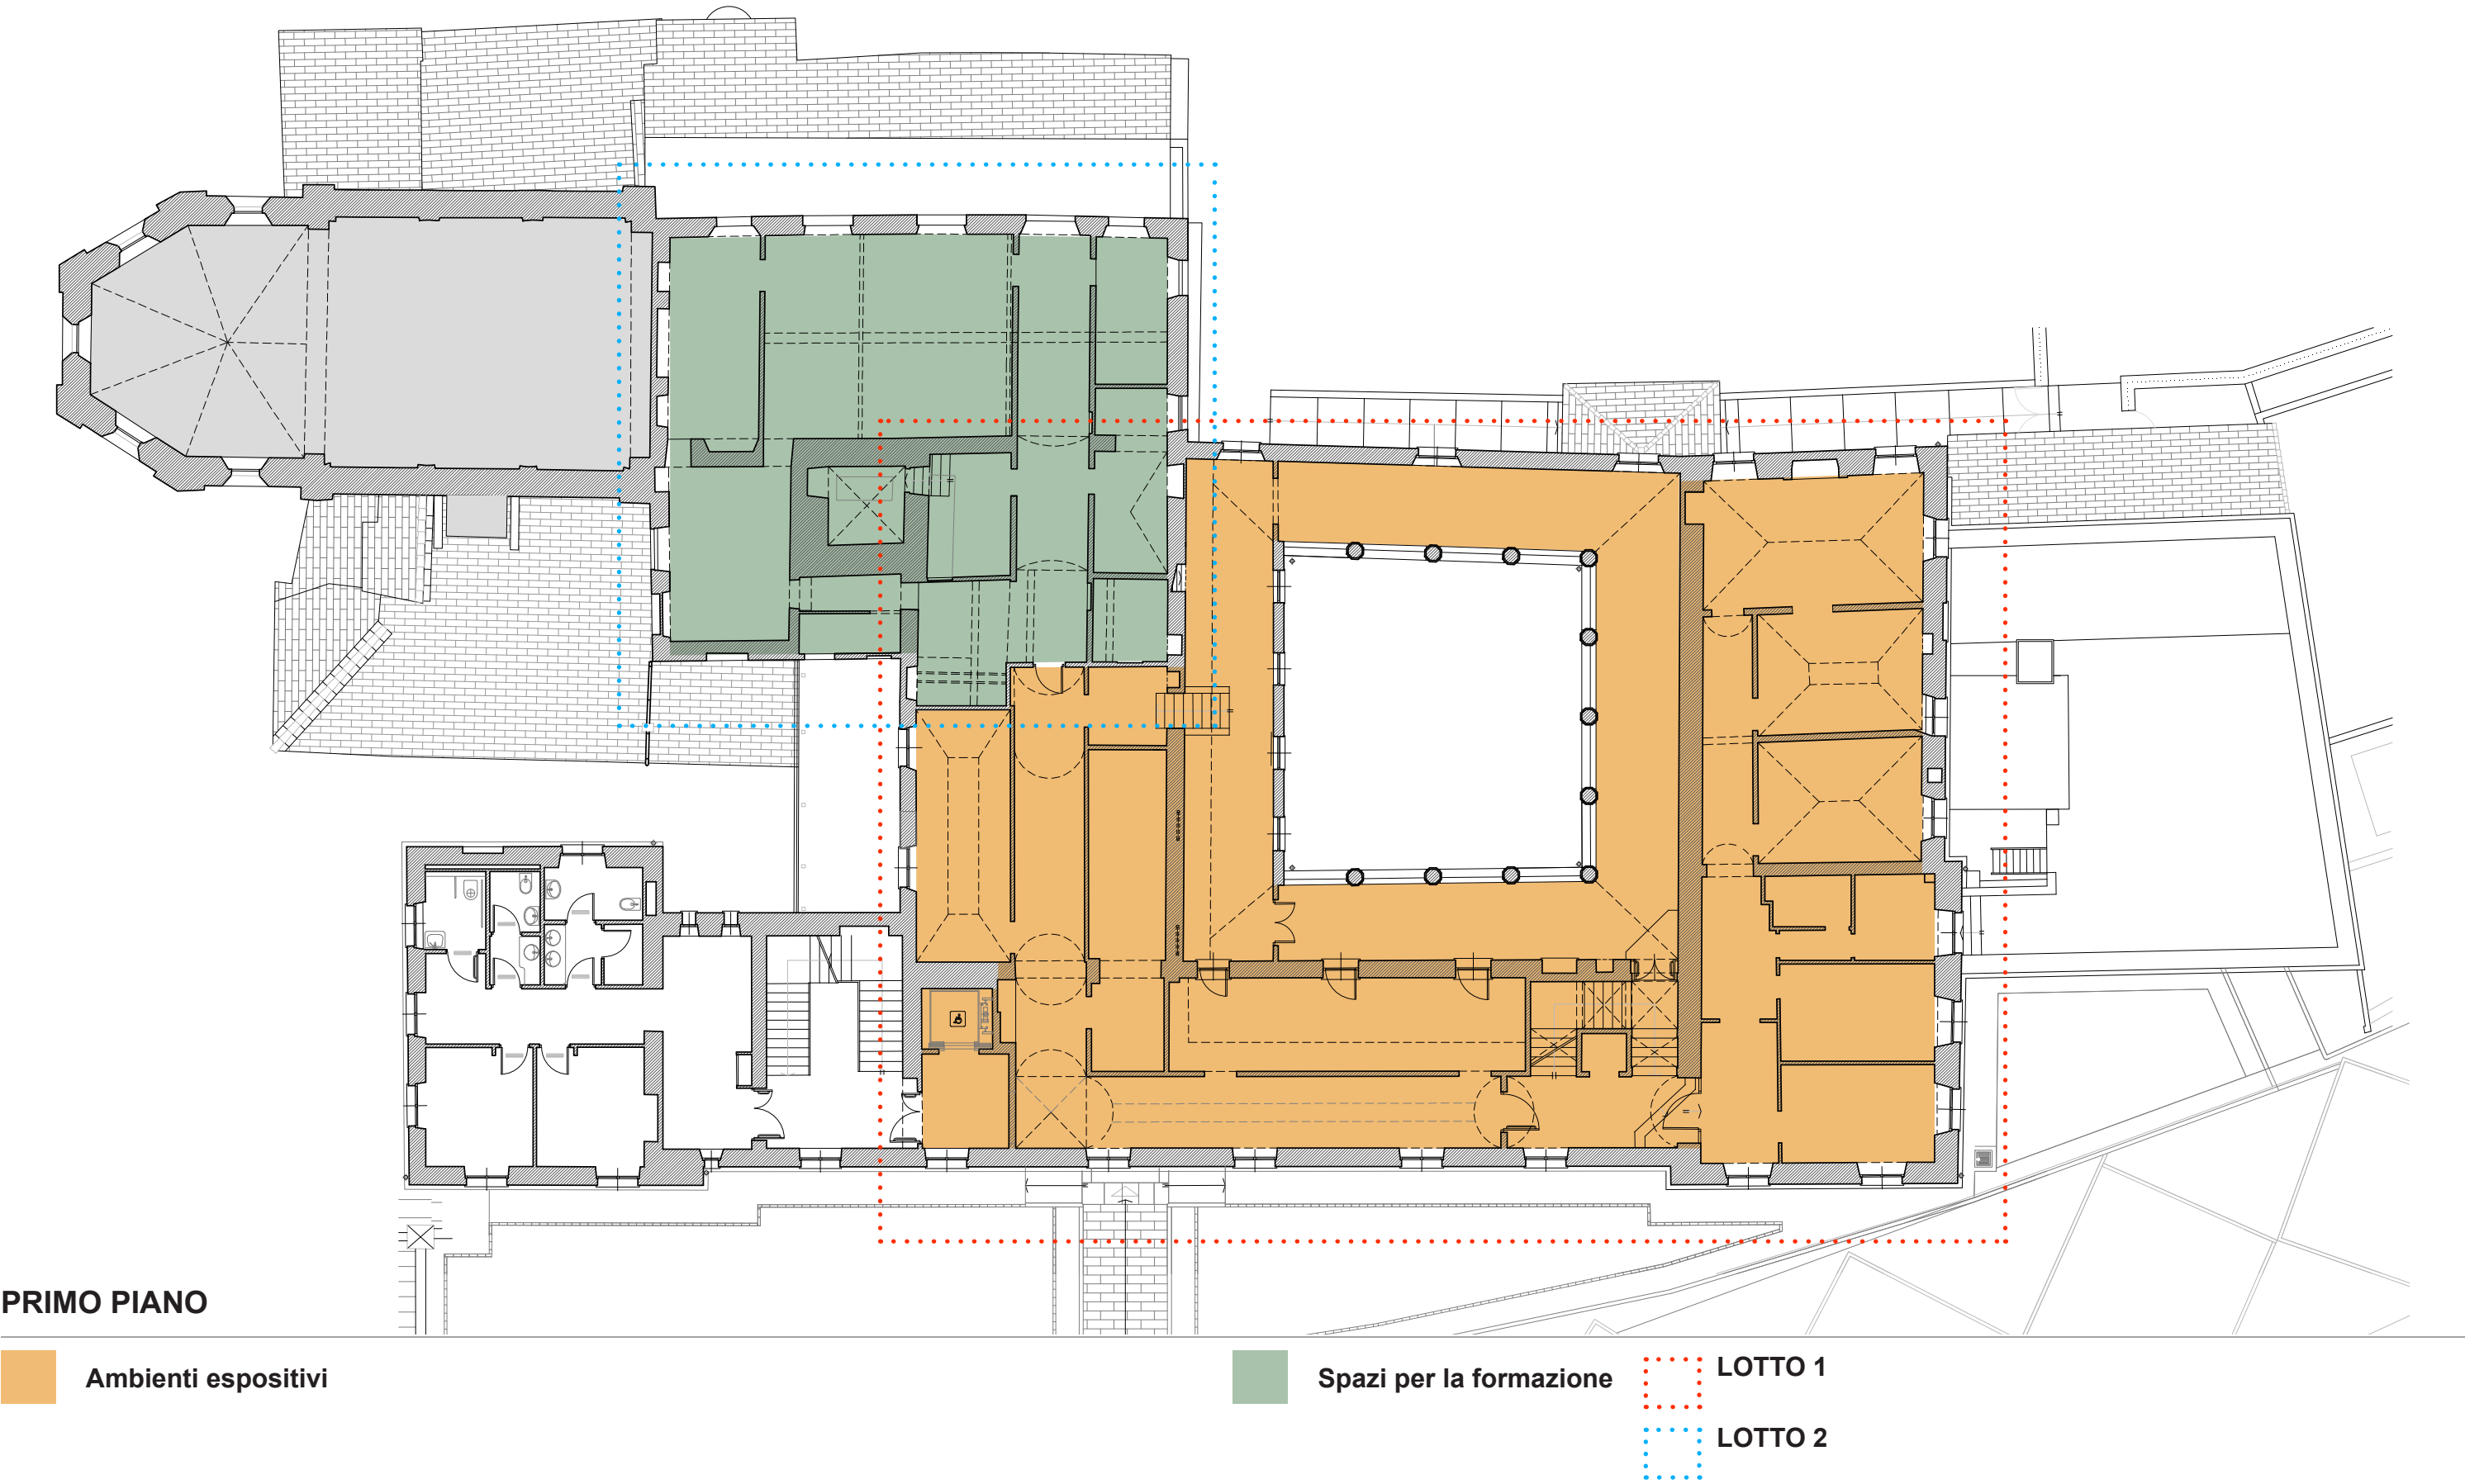 PRIMO PIANO
Ambienti espositivi
Spazi per la formazione
LOTTO 1
LOTTO 2